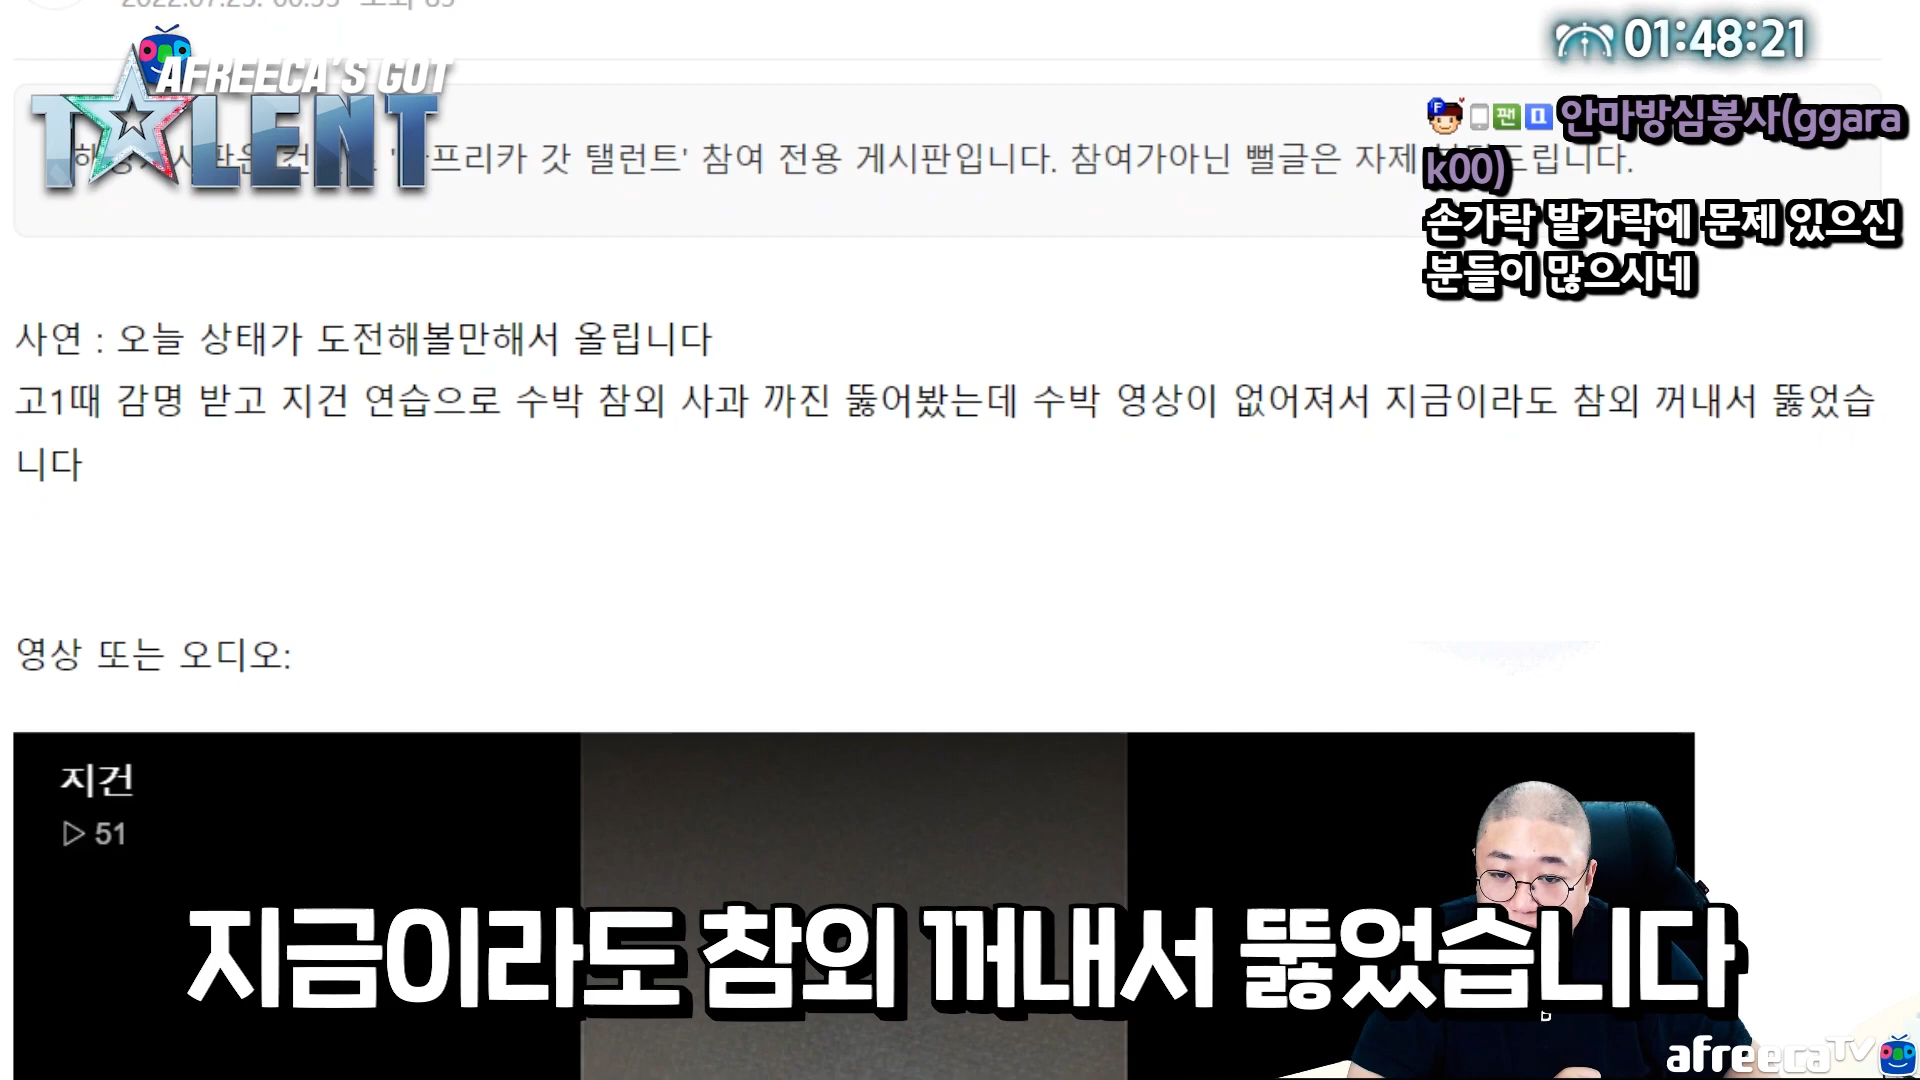 01:48:21
AFREECA'S GOT
TALENT
프리카 갓 탤런트' 참여 전용 게시판입니다. 참여가아닌 뻘글은 자제
드립니다.
F 팬 안마방심봉사(ggara
k00)
손가락 발가락에 문제 있으신
분들이 많으시네
사연 : 오늘 상태가 도전해볼만해서 올립니다
고1때 감명 받고 지건 연습으로 수박 참외 사과 까진 뚫어봤는데 수박 영상이 없어져서 지금이라도 참외 꺼내서 뚫었습
니다
영상 또는 오디오:
지건
▷ 51
지금이라도 참외 꺼내서 뚫었습니다
afreecaTV